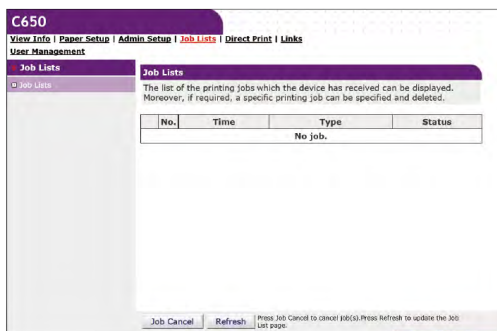 C650
View Info | Paper Setup | Admin Setup | Job Lists | Direct Print | Links
User Management
Job Lists
Job Lists
Job Lists
The list of the printing jobs which the device has received can be displayed.
Moreover, if required, a specific printing job can be specified and deleted.
No. Time Type Status
No job.
Job Cancel Refresh Press Job Cancel to cancel job(s).Press Refresh to update the Job
List page.